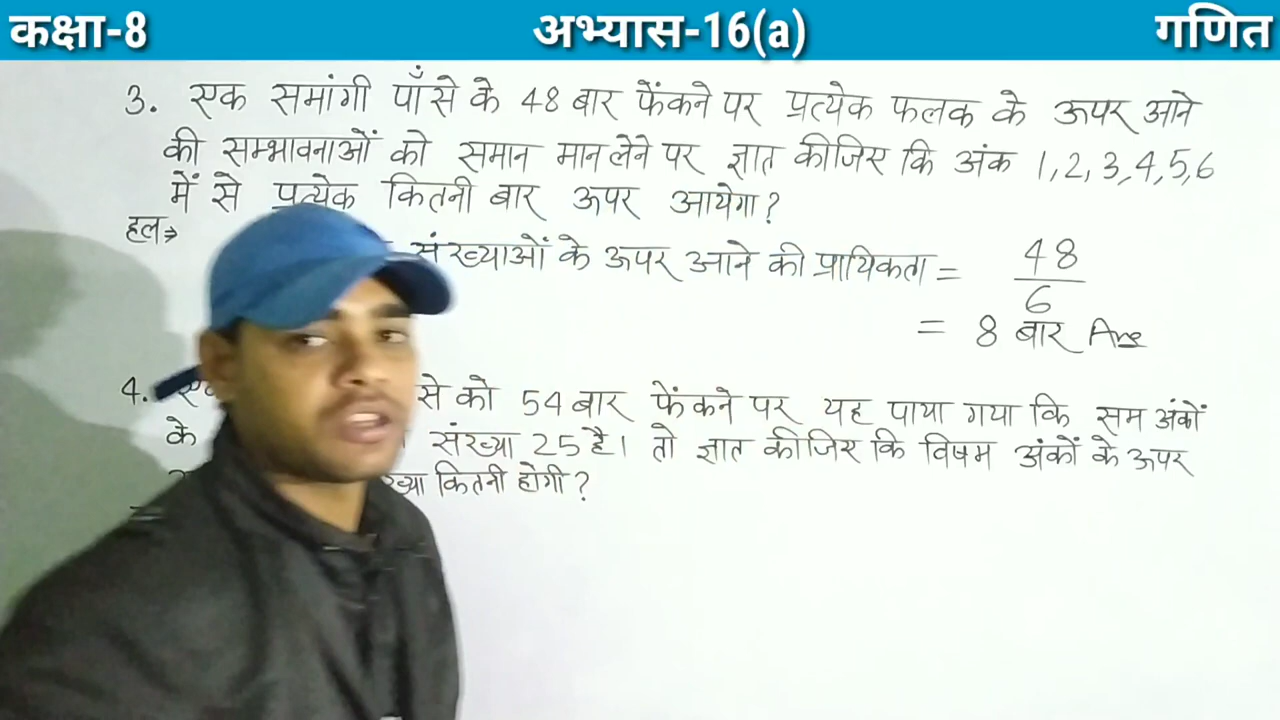 कक्षा-8 अभ्यास-16(a) गणित
3. एक समांगी पाँसे के 48 बार फेंकने पर प्रत्येक फलक के ऊपर आने
की सम्भावनाओं को समान मान लेने पर ज्ञात कीजिए कि अंक 1,2,3,4,5,6
में से प्रत्येक कितनी बार ऊपर आयेगा?
हल⇒
संख्याओं के ऊपर आने की प्रायिकता = 48/6
= 8 बार Ans
4. से को 54 बार फेंकने पर यह पाया गया कि सम अंकों
के संख्या 25 है। तो ज्ञात कीजिए कि विषम अंकों के ऊपर
कितनी होगी?